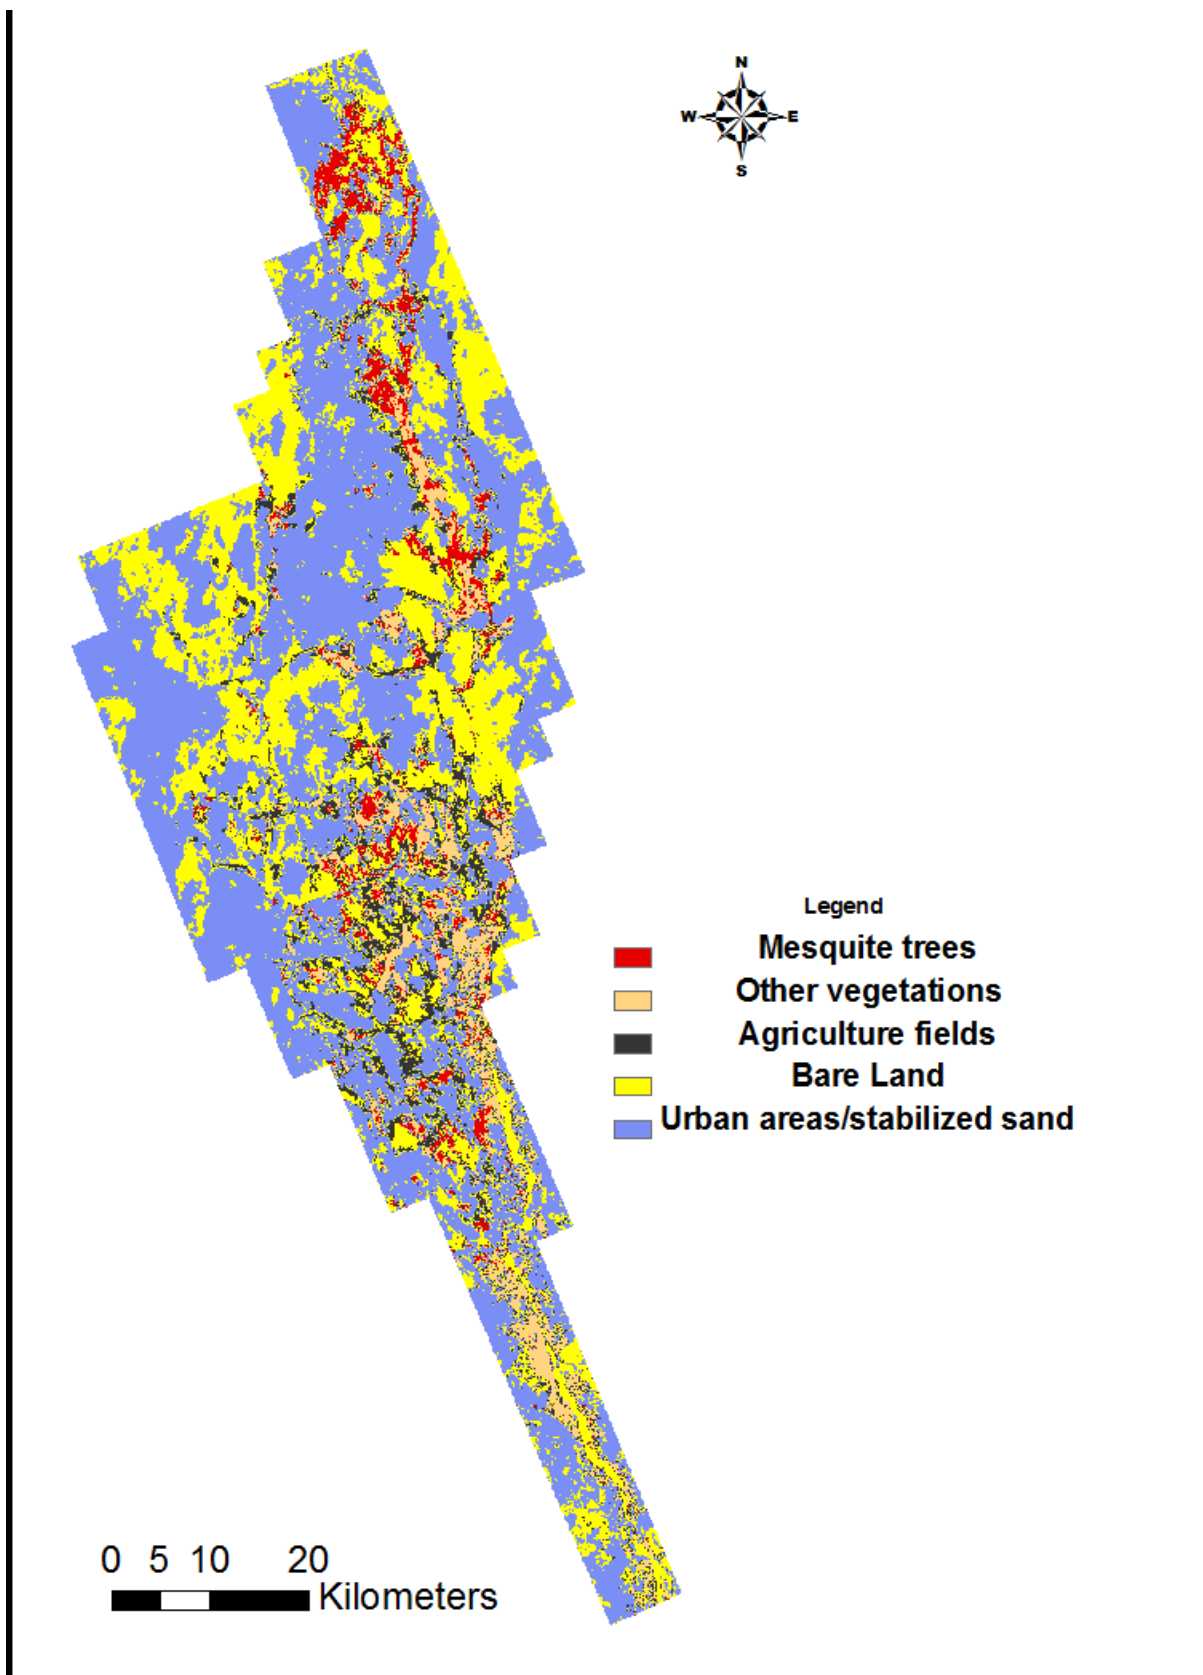 N
W E
S
Legend
Mesquite trees
Other vegetations
Agriculture fields
Bare Land
Urban areas/stabilized sand
0 5 10 20
Kilometers